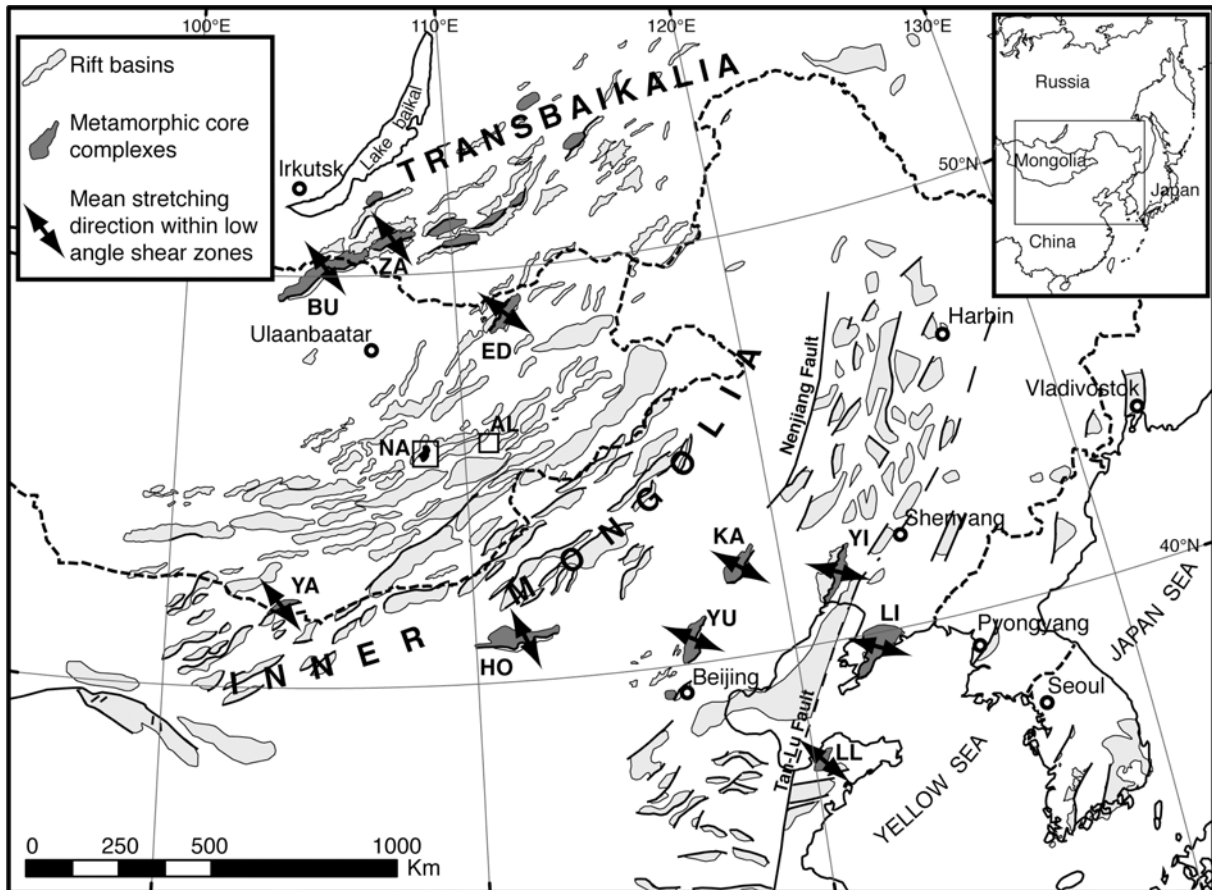 100°E
110°E
120°E
130°E
Rift basins
Metamorphic core
complexes
Mean stretching
direction within low
angle shear zones
Russia
Mongolia
Japan
China
TRANSBAIKALIA
Lake baikal
Irkutsk
50°N
ZA
BU
Ulaanbaatar
ED
Harbin
Nenjiang Fault
Vladivostok
NA
AL
INNER MONGOLIA
Shenyang
40°N
KA
YI
YA
YU
LI
HO
Beijing
Pyongyang
JAPAN SEA
Seoul
Tan-Lu Fault
LL
YELLOW SEA
0
250
500
1000
Km